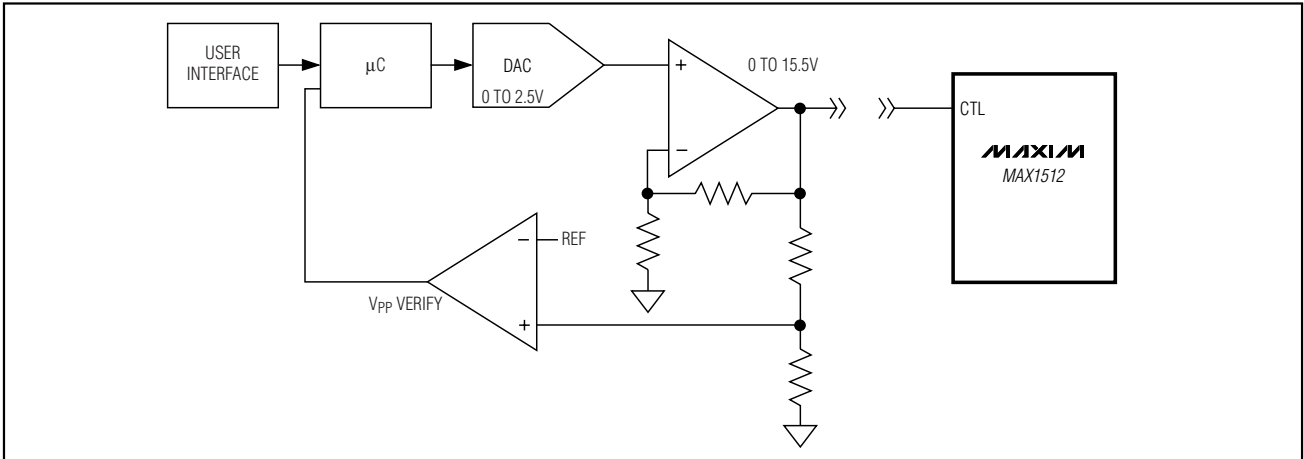 USER
INTERFACE
µC
DAC
0 TO 2.5V
+
−
0 TO 15.5V
CTL
MAXIM
MAX1512
−
REF
VPP VERIFY
+